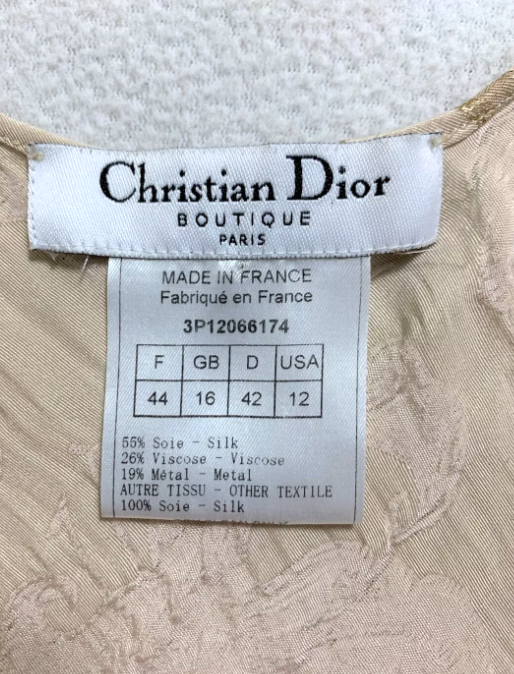 Christian Dior
BOUTIQUE
PARIS
MADE IN FRANCE
Fabriqué en France
3P12066174
F GB D USA
44 16 42 12
55% Soie - Silk
26% Viscose - Viscose
19% Métal - Metal
AUTRE TISSU - OTHER TEXTILE
100% Soie - Silk